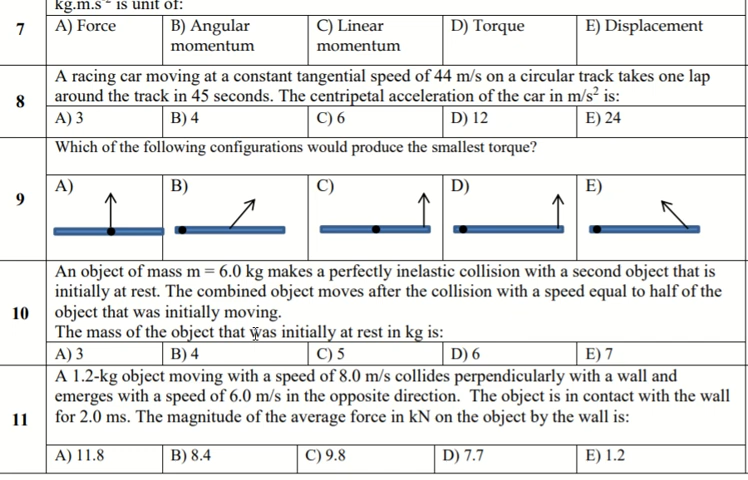 kg.m.s⁻² is unit of:
7 A) Force B) Angular momentum C) Linear momentum D) Torque E) Displacement
8 A racing car moving at a constant tangential speed of 44 m/s on a circular track takes one lap
around the track in 45 seconds. The centripetal acceleration of the car in m/s² is:
A) 3 B) 4 C) 6 D) 12 E) 24
Which of the following configurations would produce the smallest torque?
9 A) B) C) D) E)
An object of mass m = 6.0 kg makes a perfectly inelastic collision with a second object that is
initially at rest. The combined object moves after the collision with a speed equal to half of the
10 object that was initially moving.
The mass of the object that was initially at rest in kg is:
A) 3 B) 4 C) 5 D) 6 E) 7
A 1.2-kg object moving with a speed of 8.0 m/s collides perpendicularly with a wall and
emerges with a speed of 6.0 m/s in the opposite direction. The object is in contact with the wall
11 for 2.0 ms. The magnitude of the average force in kN on the object by the wall is:
A) 11.8 B) 8.4 C) 9.8 D) 7.7 E) 1.2